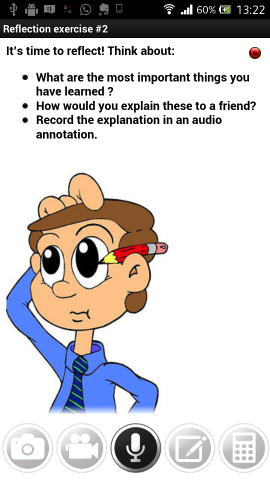 60% 13:22
Reflection exercise #2
It's time to reflect! Think about:
• What are the most important things you
have learned ?
• How would you explain these to a friend?
• Record the explanation in an audio
annotation.